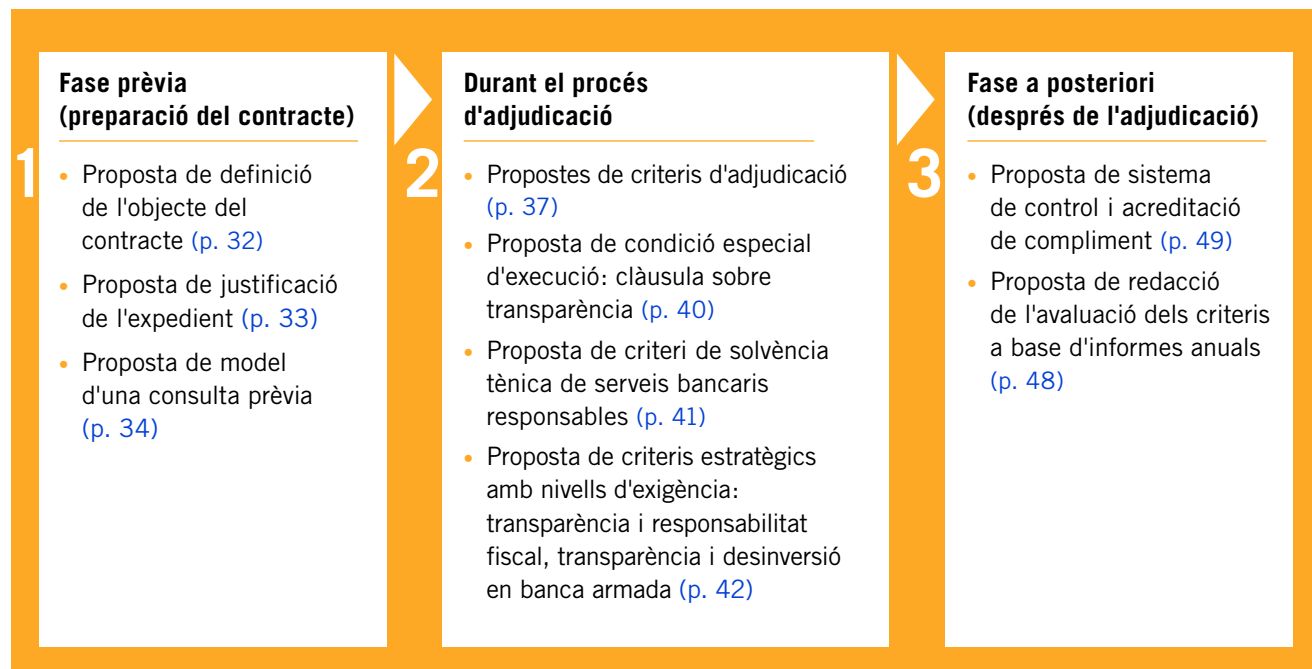 1
Fase prèvia
(preparació del contracte)
• Proposta de definició
de l'objecte del
contracte (p. 32)
• Proposta de justificació
de l'expedient (p. 33)
• Proposta de model
d'una consulta prèvia
(p. 34)
2
Durant el procés
d'adjudicació
• Propostes de criteris d'adjudicació
(p. 37)
• Proposta de condició especial
d'execució: clàusula sobre
transparència (p. 40)
• Proposta de criteri de solvència
tènica de serveis bancaris
responsables (p. 41)
• Proposta de criteris estratègics
amb nivells d'exigència:
transparència i responsabilitat
fiscal, transparència i desinversió
en banca armada (p. 42)
3
Fase a posteriori
(després de l'adjudicació)
• Proposta de sistema
de control i acreditació
de compliment (p. 49)
• Proposta de redacció
de l'avaluació dels criteris
a base d'informes anuals
(p. 48)